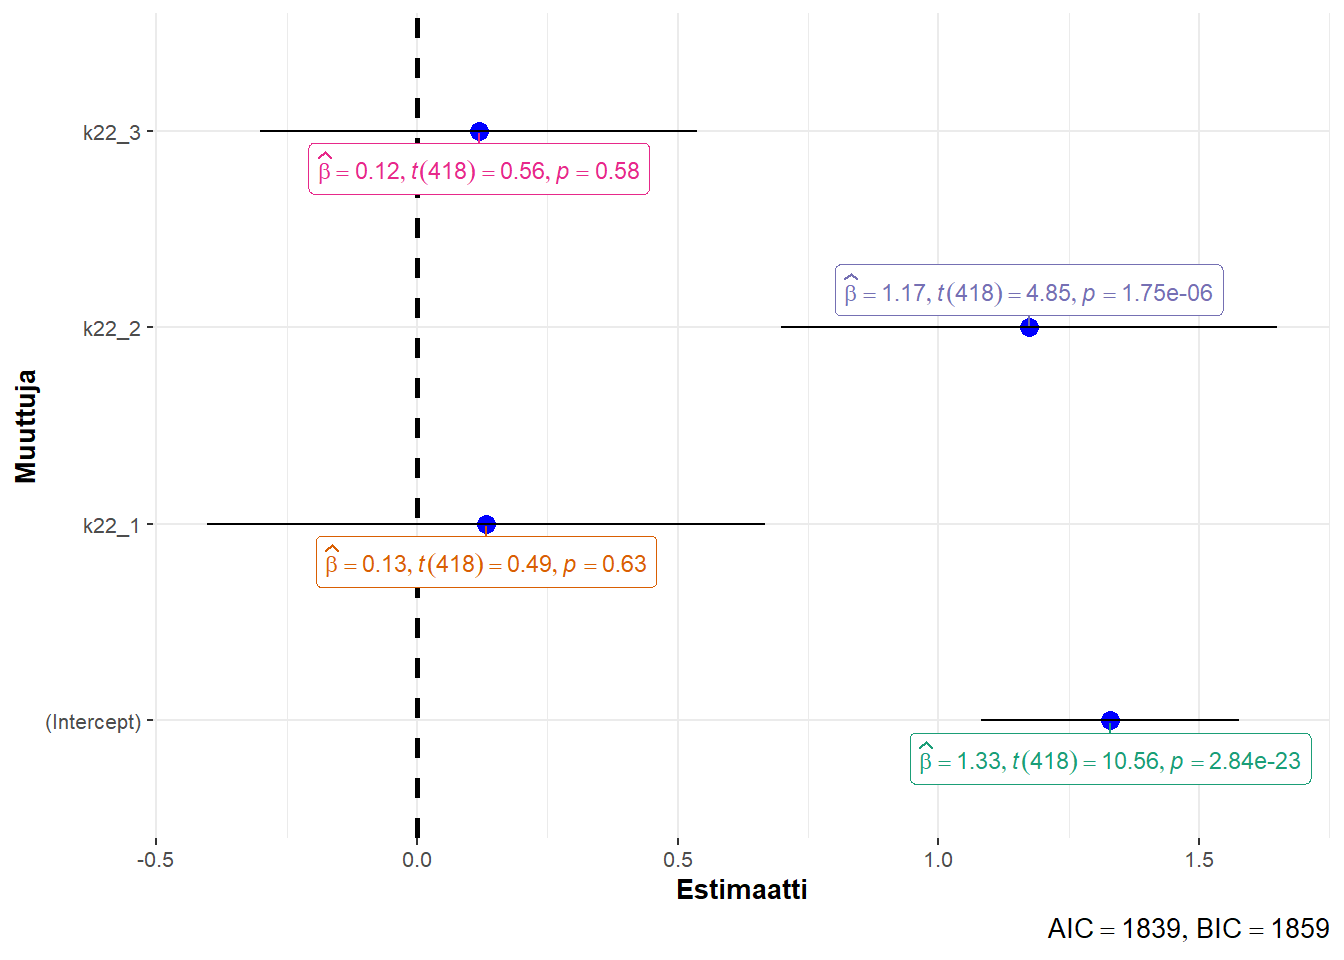 k22_3
β̂ = 0.12, t(418) = 0.56, p = 0.58
β̂ = 1.17, t(418) = 4.85, p = 1.75e-06
k22_2
Muuttuja
k22_1
β̂ = 0.13, t(418) = 0.49, p = 0.63
(Intercept)
β̂ = 1.33, t(418) = 10.56, p = 2.84e-23
-0.5 0.0 0.5 1.0 1.5
Estimaatti
AIC = 1839, BIC = 1859